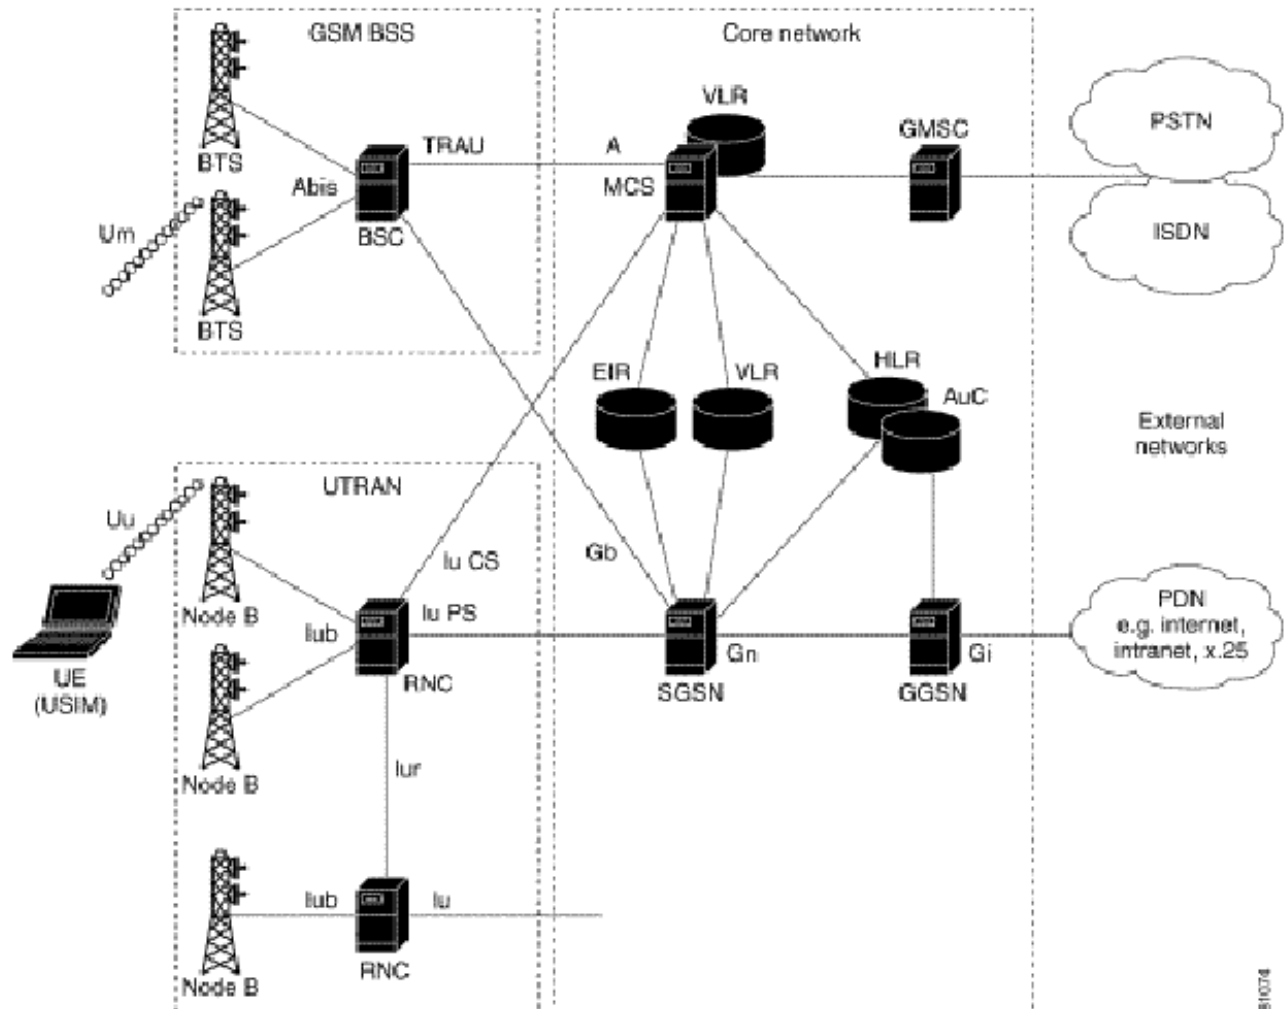 GSM BSS
Core network
VLR
GMSC
PSTN
BTS
TRAU
A
Abis
MCS
Um
BSC
ISDN
BTS
EIR
VLR
HLR
AuC
External
networks
UTRAN
Uu
Iu CS
Gb
Node B
Iub
Iu PS
PDN
e.g. internet,
intranet, x.25
UE
(USIM)
RNC
Gn
SGSN
GGSN
Gi
Node B
Iur
Iub
Iu
Node B
RNC
81074